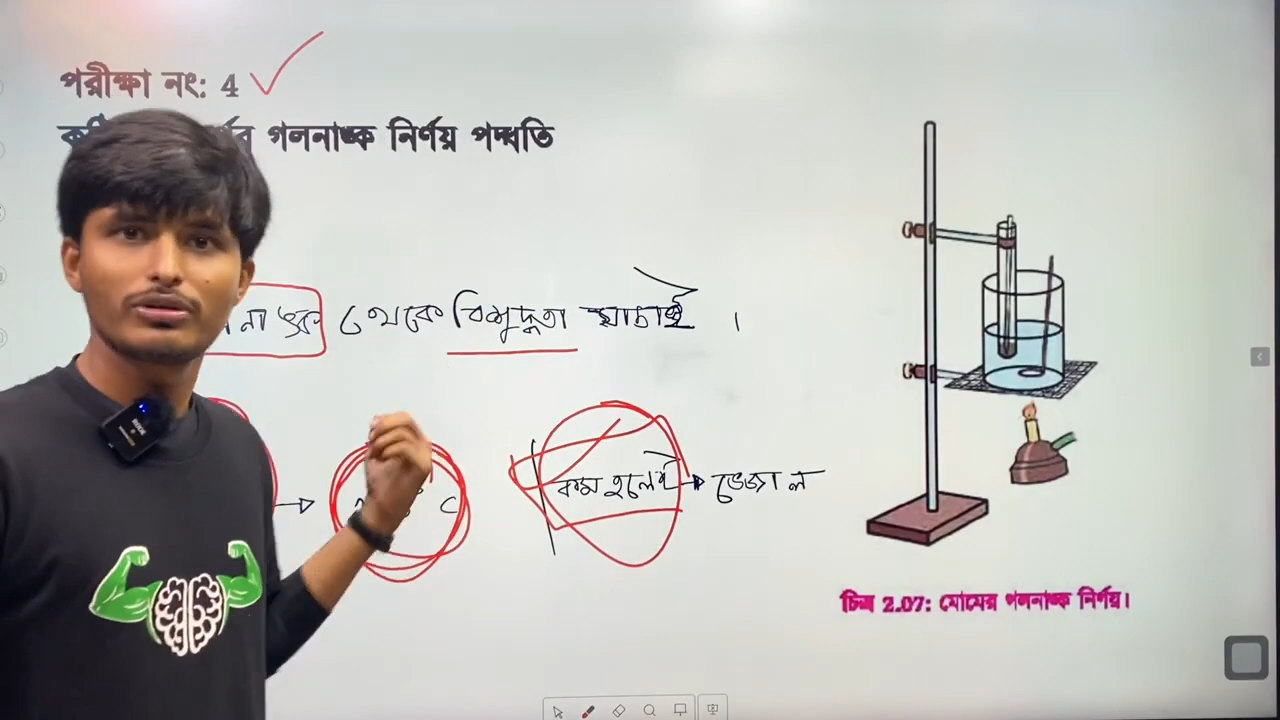 পরীক্ষা নং: 4
গলনাঙ্ক নির্ণয় পদ্ধতি
থেকে বিশুদ্ধতা যাচাই ।
C
কম হলেই → ভেজাল
চিত্র 2.07: মোমের গলনাঙ্ক নির্ণয়।